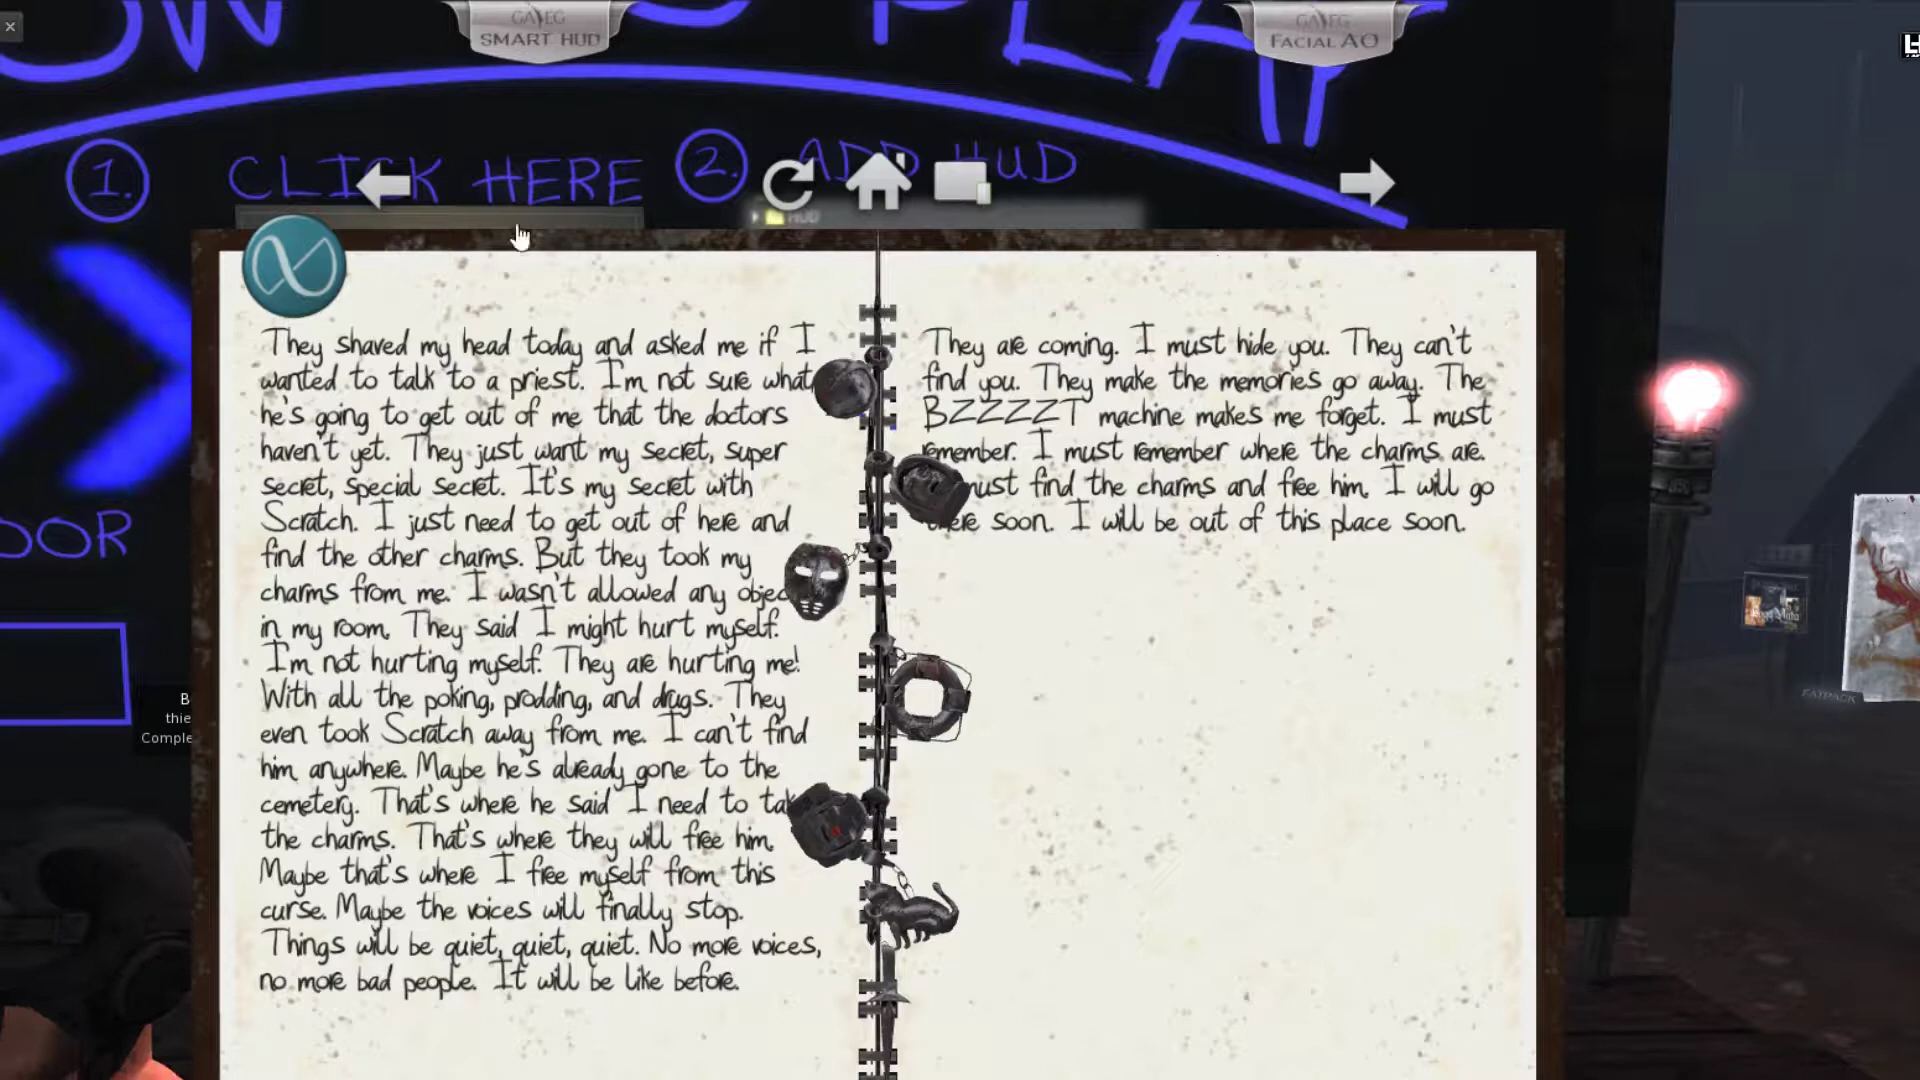 GAEG
SMART HUD
GAEG
FACIAL AO
1. CLICK HERE
2. ADD HUD
HUD
OOR
They shaved my head today and asked me if I
wanted to talk to a priest. I'm not sure what
he's going to get out of me that the doctors
haven't yet. They just want my secret, super
secret, special secret. It's my secret with
Scratch. I just need to get out of here and
find the other charms. But they took my
charms from me. I wasn't allowed any objec
in my room. They said I might hurt myself.
I'm not hurting myself. They are hurting me!
With all the poking, prodding, and drugs. They
even took Scratch away from me. I can't find
him anywhere. Maybe he's already gone to the
cemetery. That's where he said I need to tak
the charms. That's where they will free him.
Maybe that's where I free myself from this
curse. Maybe the voices will finally stop.
Things will be quiet, quiet, quiet. No more voices,
no more bad people. It will be like before.
They are coming. I must hide you. They can't
find you. They make the memories go away. The
BZZZZT machine makes me forget. I must
remember. I must remember where the charms are.
must find the charms and free him. I will go
there soon. I will be out of this place soon.
B
thie
Comple
FATPACK